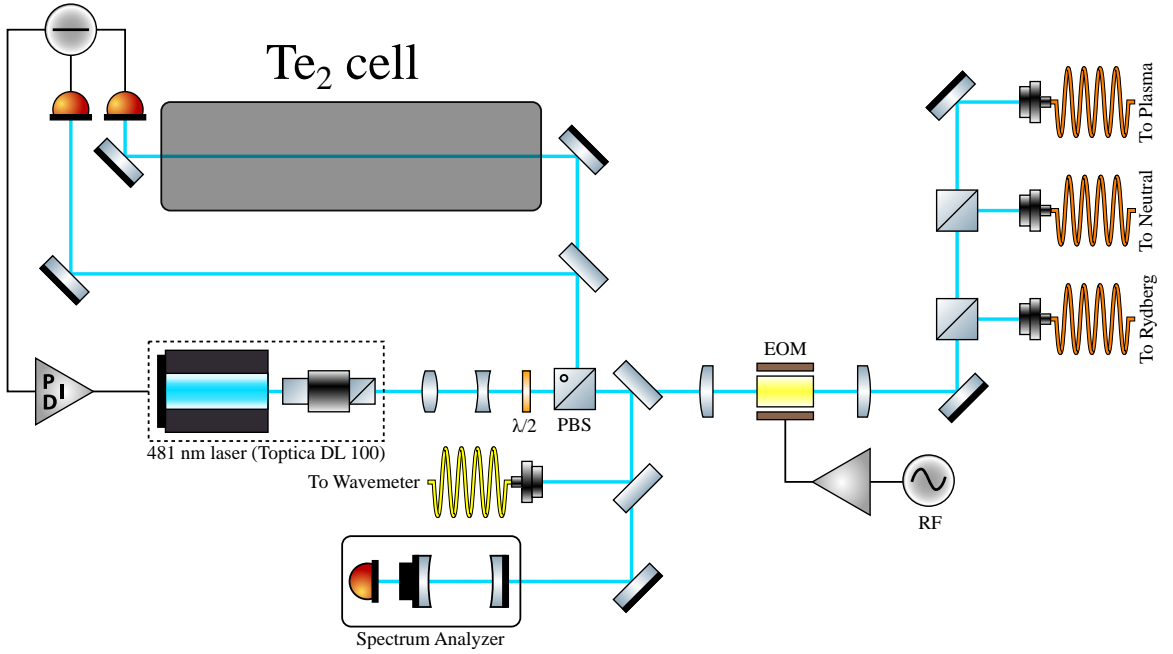 Te₂ cell
To Plasma
To Neutral
To Rydberg
P I
D
EOM
λ/2
PBS
481 nm laser (Toptica DL 100)
To Wavemeter
RF
Spectrum Analyzer